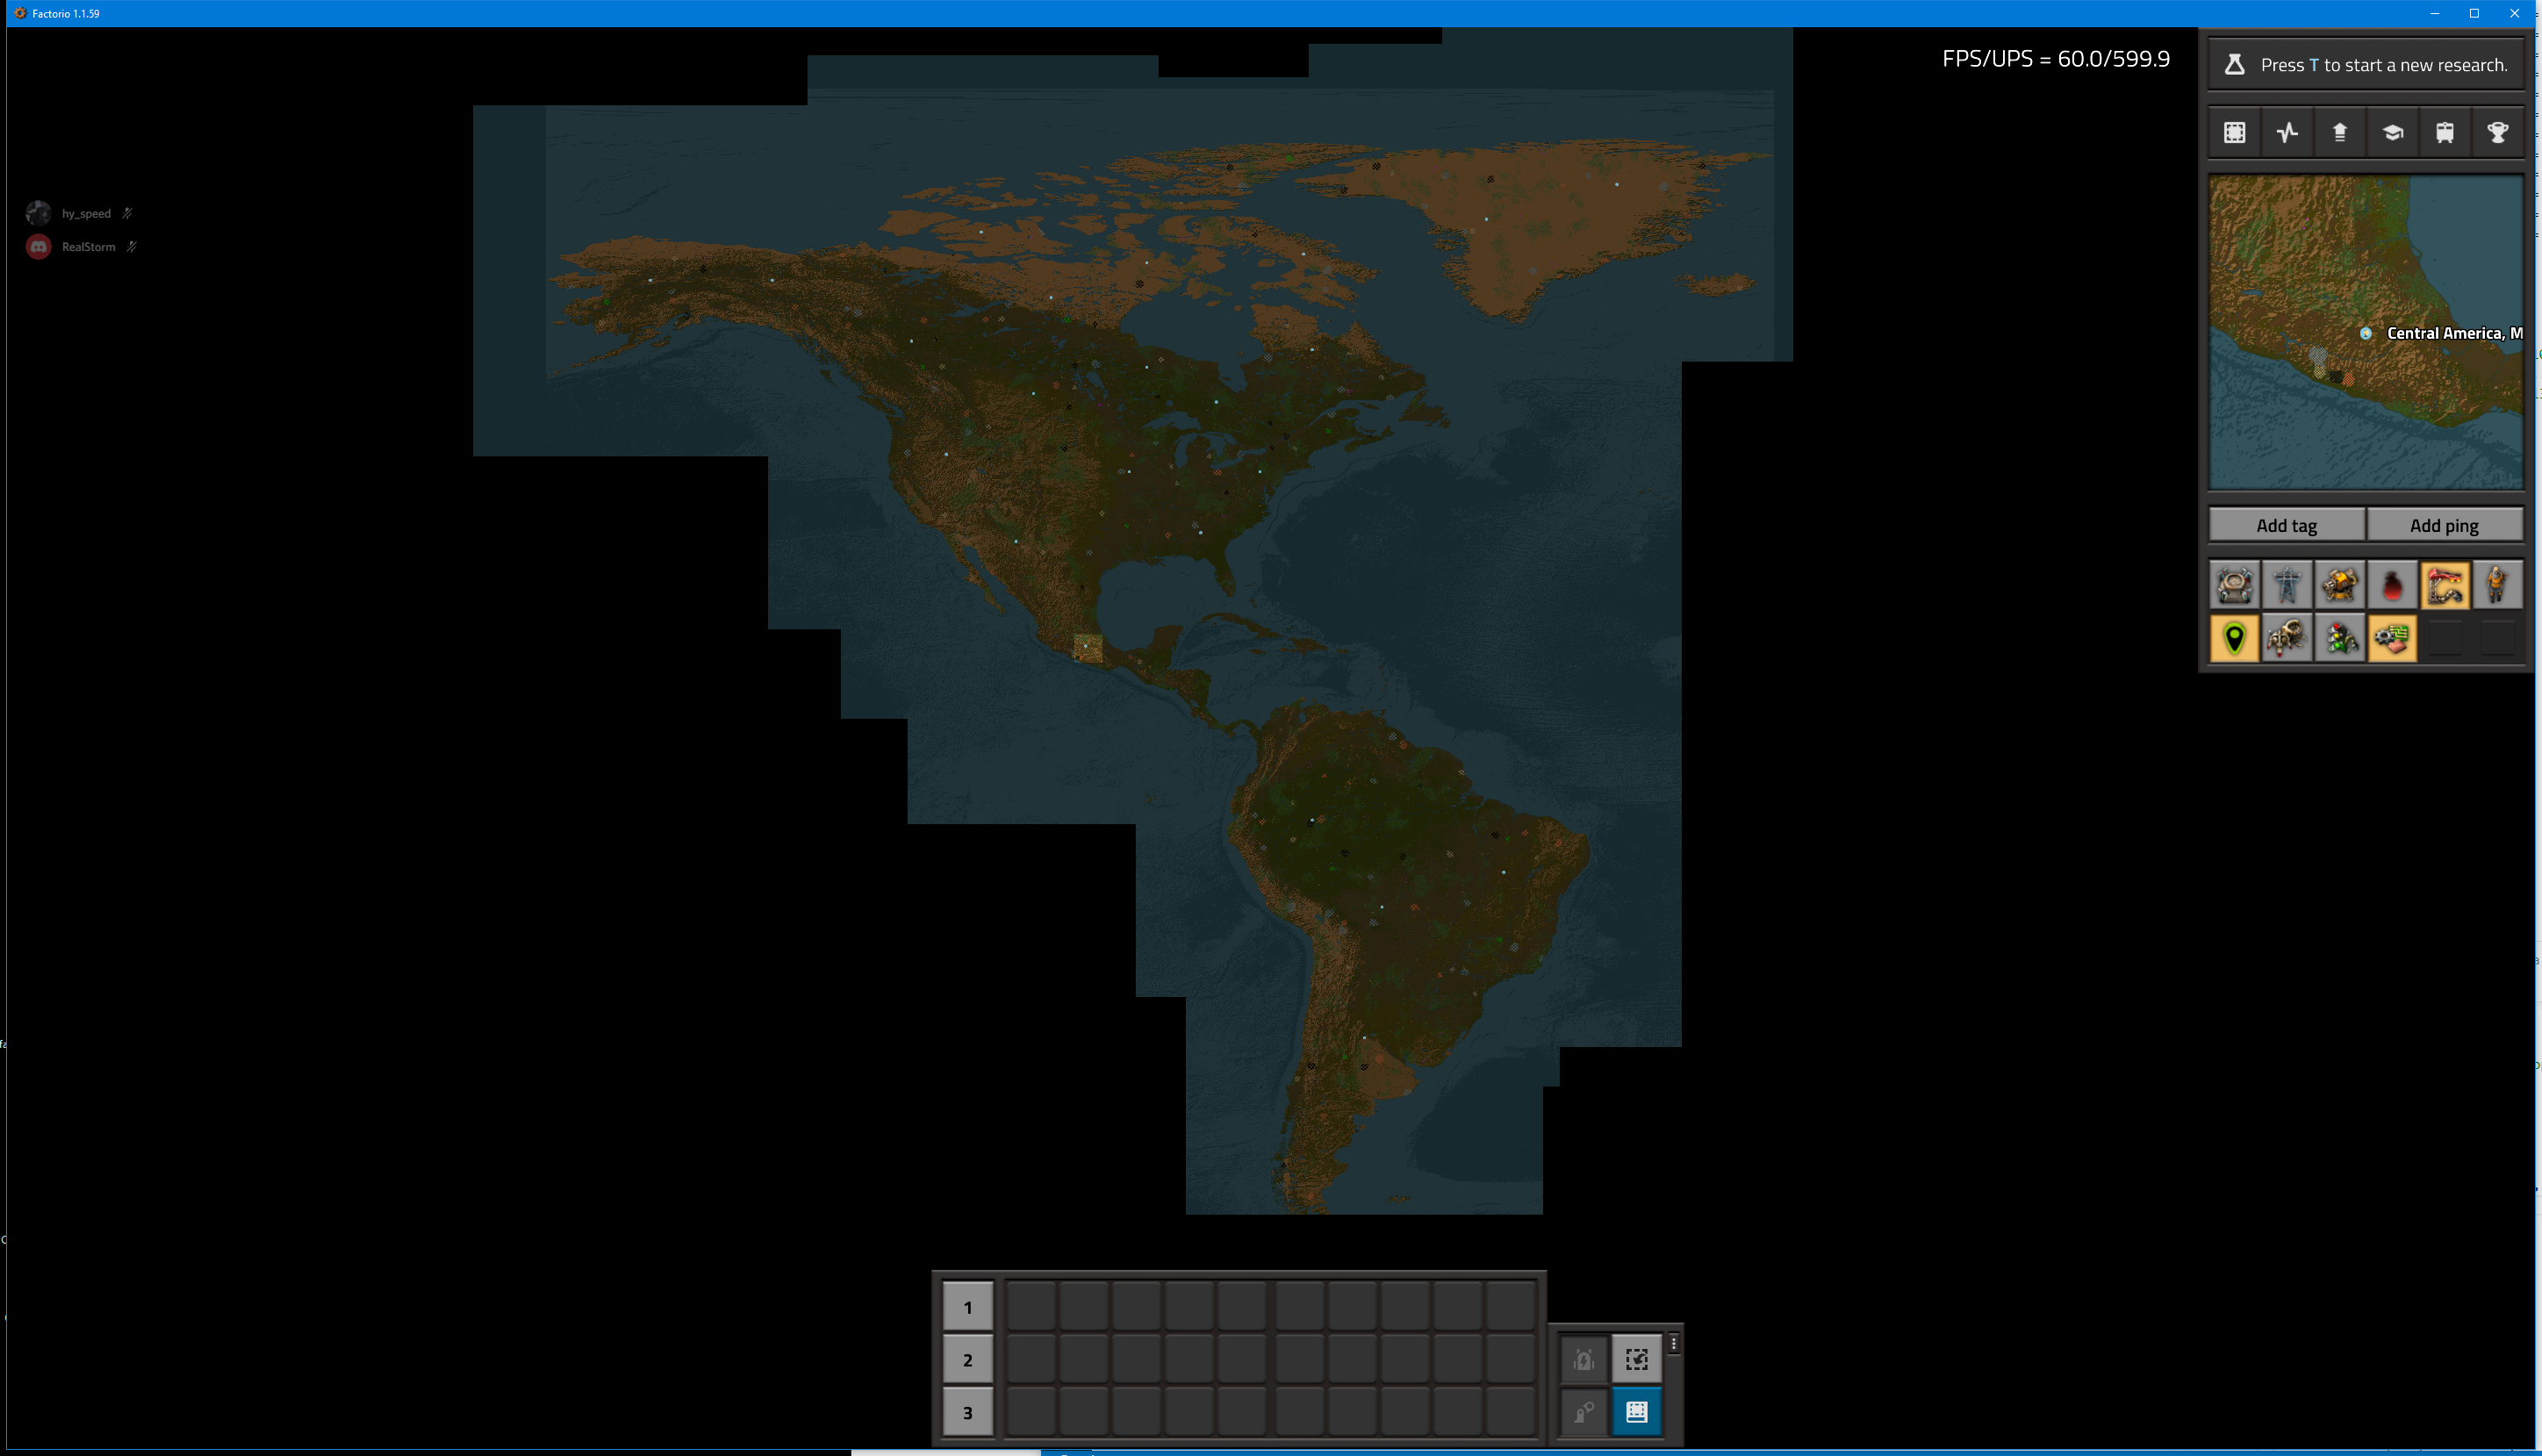 Factorio 1.1.59
FPS/UPS = 60.0/599.9
Press T to start a new research.
hy_speed
RealStorm
Central America, M
Add tag
Add ping
1
2
3